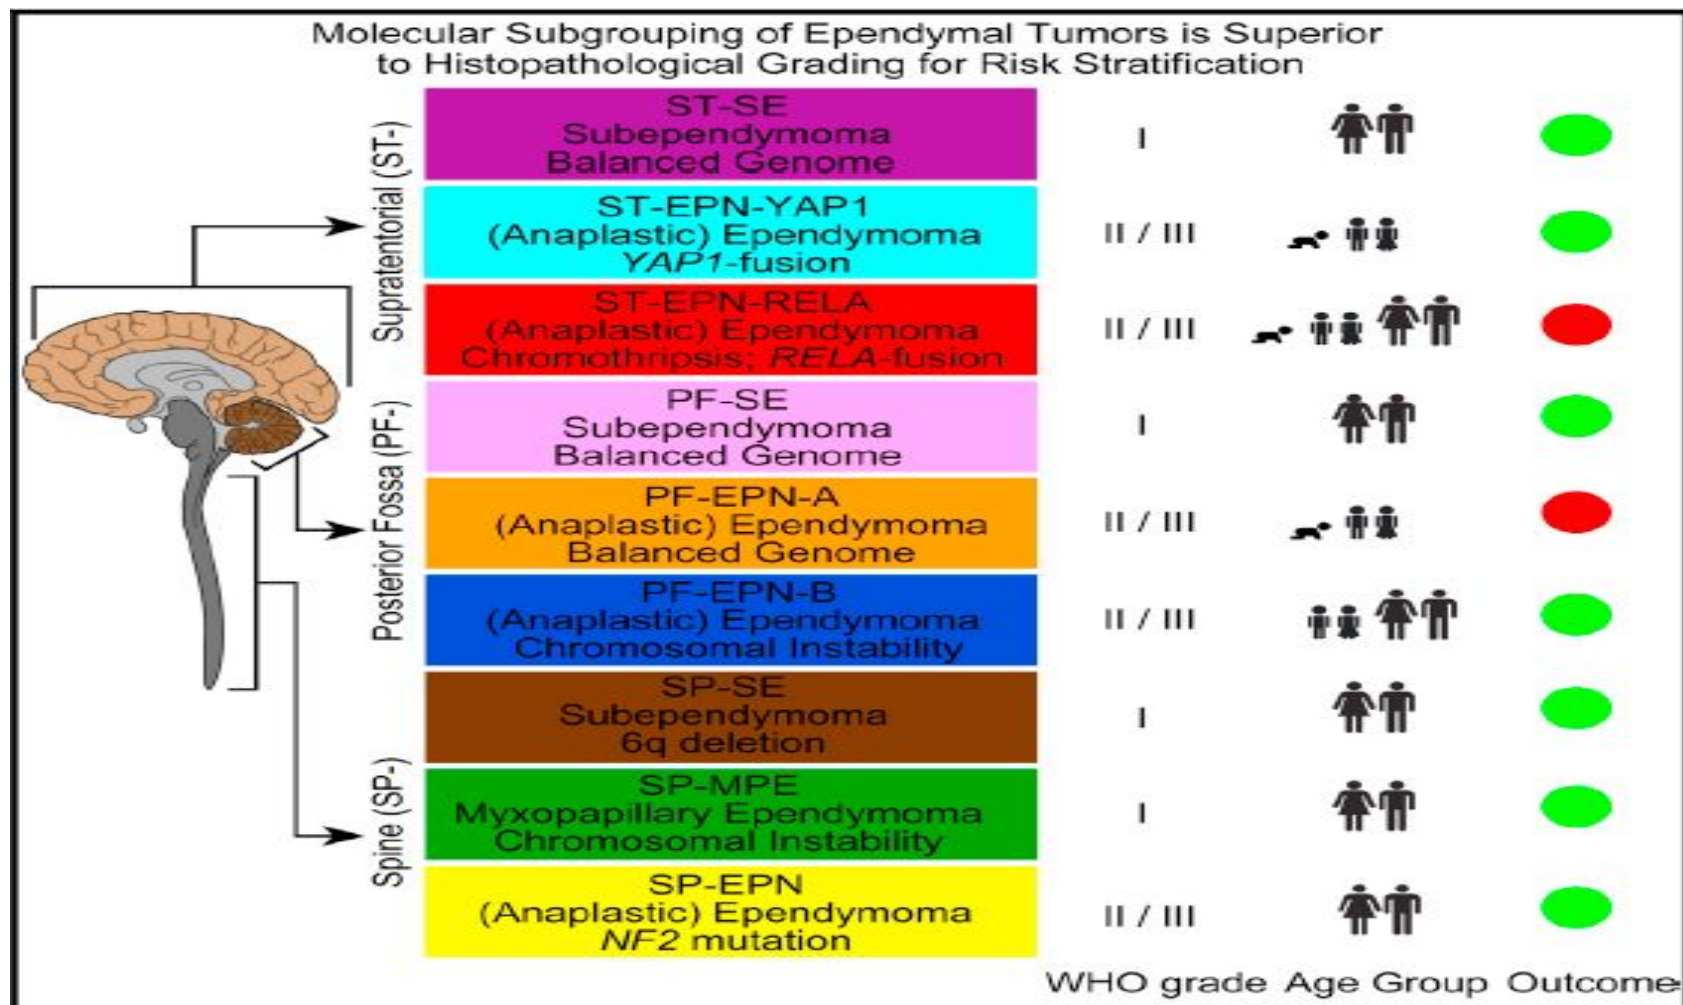 Molecular Subgrouping of Ependymal Tumors is Superior
to Histopathological Grading for Risk Stratification
Supratentorial (ST-)
ST-SE
Subependymoma
Balanced Genome
I
ST-EPN-YAP1
(Anaplastic) Ependymoma
YAP1-fusion
II / III
ST-EPN-RELA
(Anaplastic) Ependymoma
Chromothripsis; RELA-fusion
II / III
Posterior Fossa (PF-)
PF-SE
Subependymoma
Balanced Genome
I
PF-EPN-A
(Anaplastic) Ependymoma
Balanced Genome
II / III
PF-EPN-B
(Anaplastic) Ependymoma
Chromosomal Instability
II / III
Spine (SP-)
SP-SE
Subependymoma
6q deletion
I
SP-MPE
Myxopapillary Ependymoma
Chromosomal Instability
I
SP-EPN
(Anaplastic) Ependymoma
NF2 mutation
II / III
WHO grade Age Group Outcome